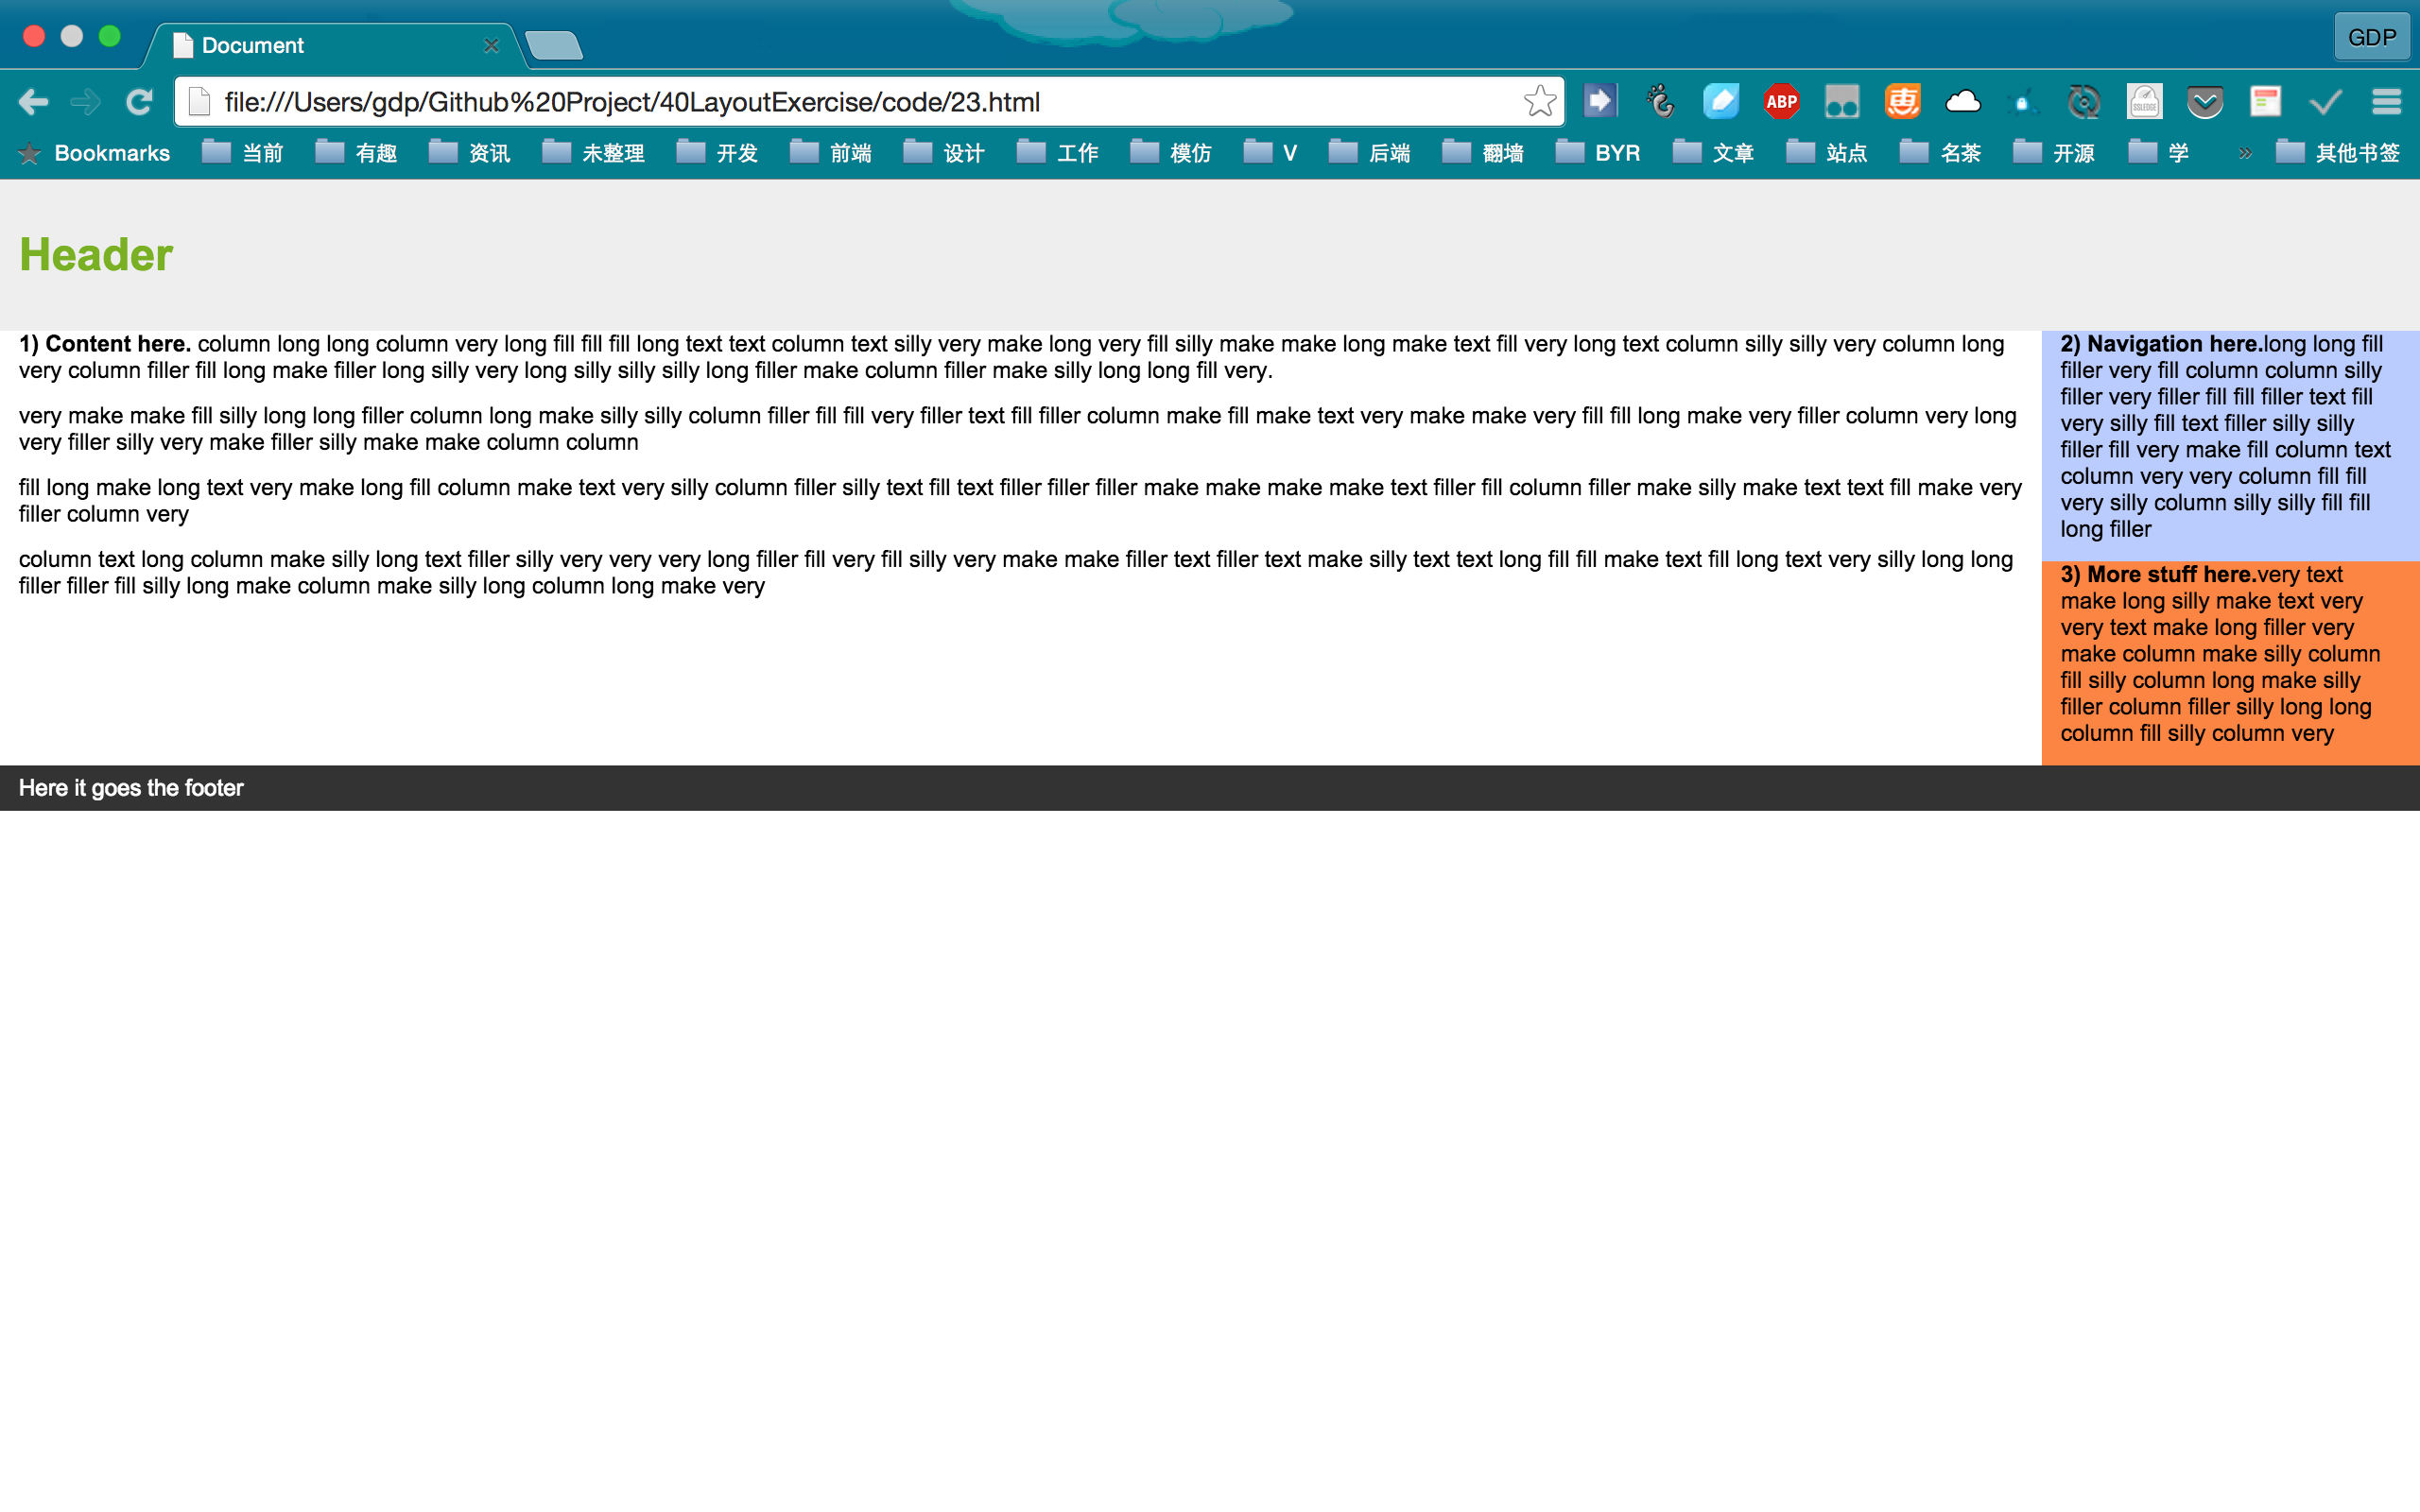 Document
GDP
file:///Users/gdp/Github%20Project/40LayoutExercise/code/23.html
ABP
惠
SSLEDGE
Bookmarks 当前 有趣 资讯 未整理 开发 前端 设计 工作 模仿 V 后端 翻墙 BYR 文章 站点 名茶 开源 学 » 其他书签
Header
1) Content here. column long long column very long fill fill fill long text text column text silly very make long very fill silly make make long make text fill very long text column silly silly very column long
very column filler fill long make filler long silly very long silly silly silly long filler make column filler make silly long long fill very.
very make make fill silly long long filler column long make silly silly column filler fill fill very filler text fill filler column make fill make text very make make very fill fill long make very filler column very long
very filler silly very make filler silly make make column column
fill long make long text very make long fill column make text very silly column filler silly text fill text filler filler filler make make make make text filler fill column filler make silly make text text fill make very
filler column very
column text long column make silly long text filler silly very very very long filler fill very fill silly very make make filler text filler text make silly text text long fill fill make text fill long text very silly long long
filler filler fill silly long make column make silly long column long make very
2) Navigation here.long long fill
filler very fill column column silly
filler very filler fill fill filler text fill
very silly fill text filler silly silly
filler fill very make fill column text
column very very column fill fill
very silly column silly silly fill fill
long filler
3) More stuff here.very text
make long silly make text very
very text make long filler very
make column make silly column
fill silly column long make silly
filler column filler silly long long
column fill silly column very
Here it goes the footer